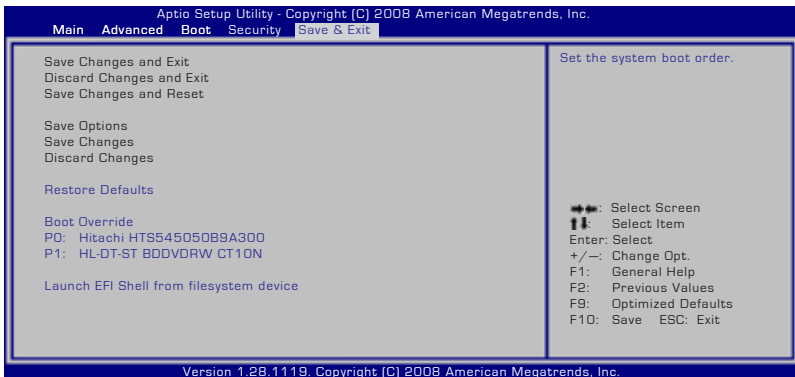 Aptio Setup Utility - Copyright (C) 2008 American Megatrends, Inc.
Main Advanced Boot Security Save & Exit
Save Changes and Exit
Discard Changes and Exit
Save Changes and Reset
Save Options
Save Changes
Discard Changes
Restore Defaults
Boot Override
P0: Hitachi HTS545050B9A300
P1: HL-DT-ST BDDVDRW CT10N
Launch EFI Shell from filesystem device
Set the system boot order.
→←: Select Screen
↑↓: Select Item
Enter: Select
+/—: Change Opt.
F1: General Help
F2: Previous Values
F9: Optimized Defaults
F10: Save ESC: Exit
Version 1.28.1119. Copyright (C) 2008 American Megatrends, Inc.